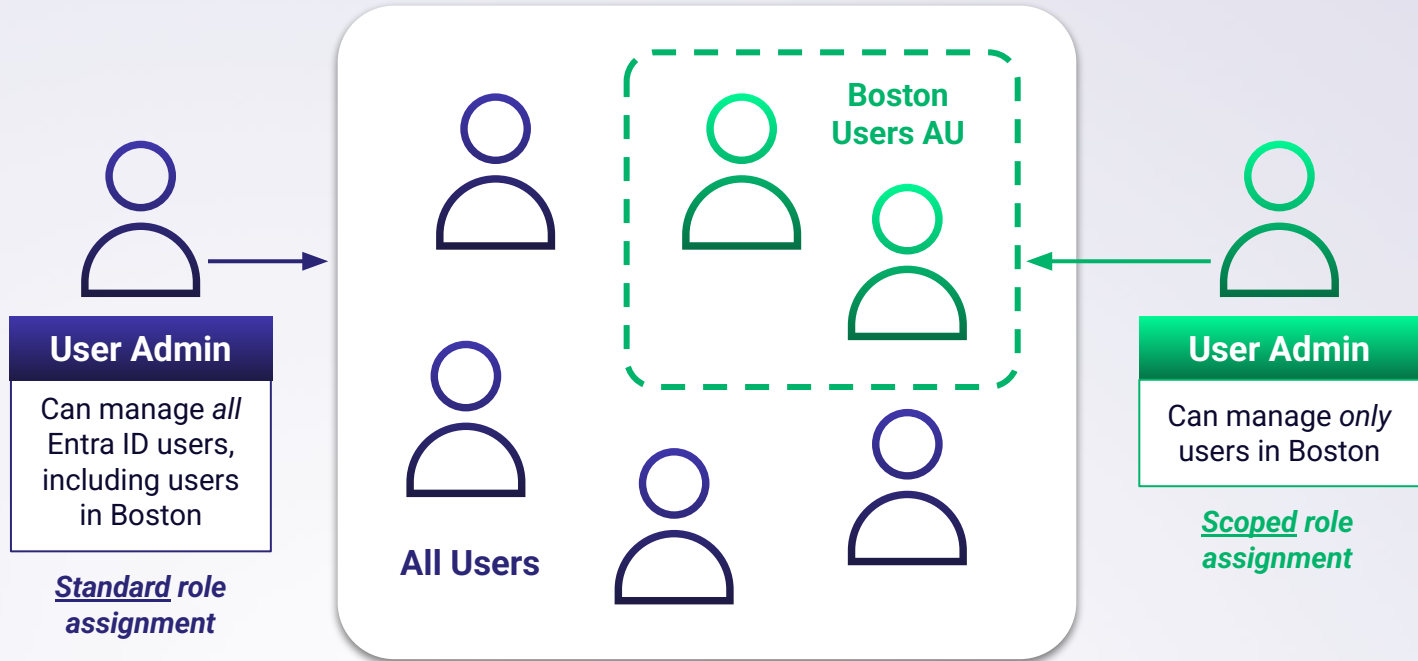 User Admin
Can manage all
Entra ID users,
including users
in Boston
Standard role
assignment
Boston
Users AU
All Users
User Admin
Can manage only
users in Boston
Scoped role
assignment